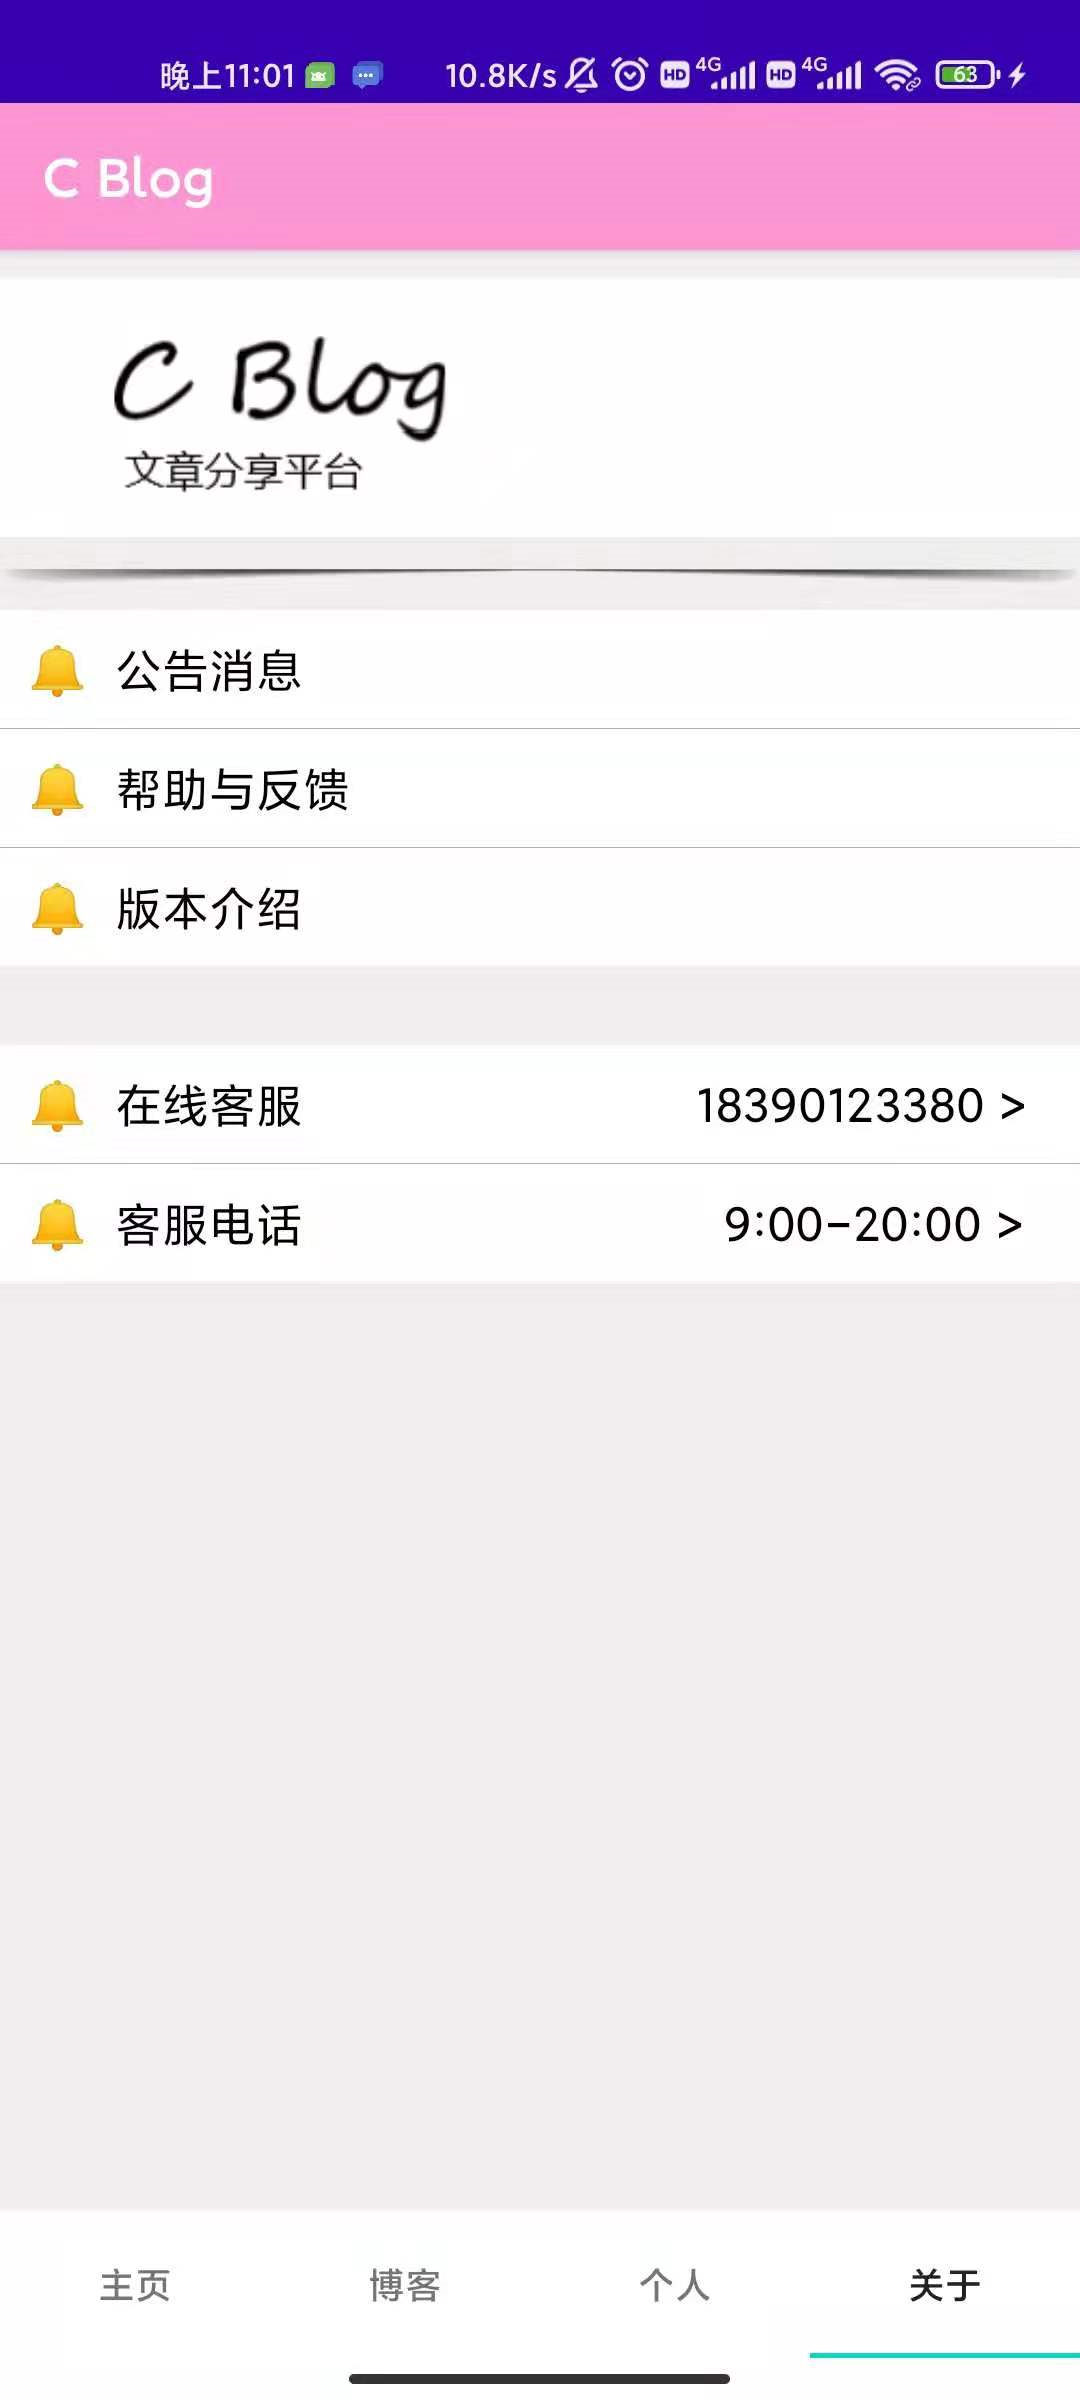 晚上11:01 10.8K/s HD 4G HD 4G 63
C Blog
C Blog
文章分享平台
公告消息
帮助与反馈
版本介绍
在线客服 18390123380 >
客服电话 9:00-20:00 >
主页 博客 个人 关于